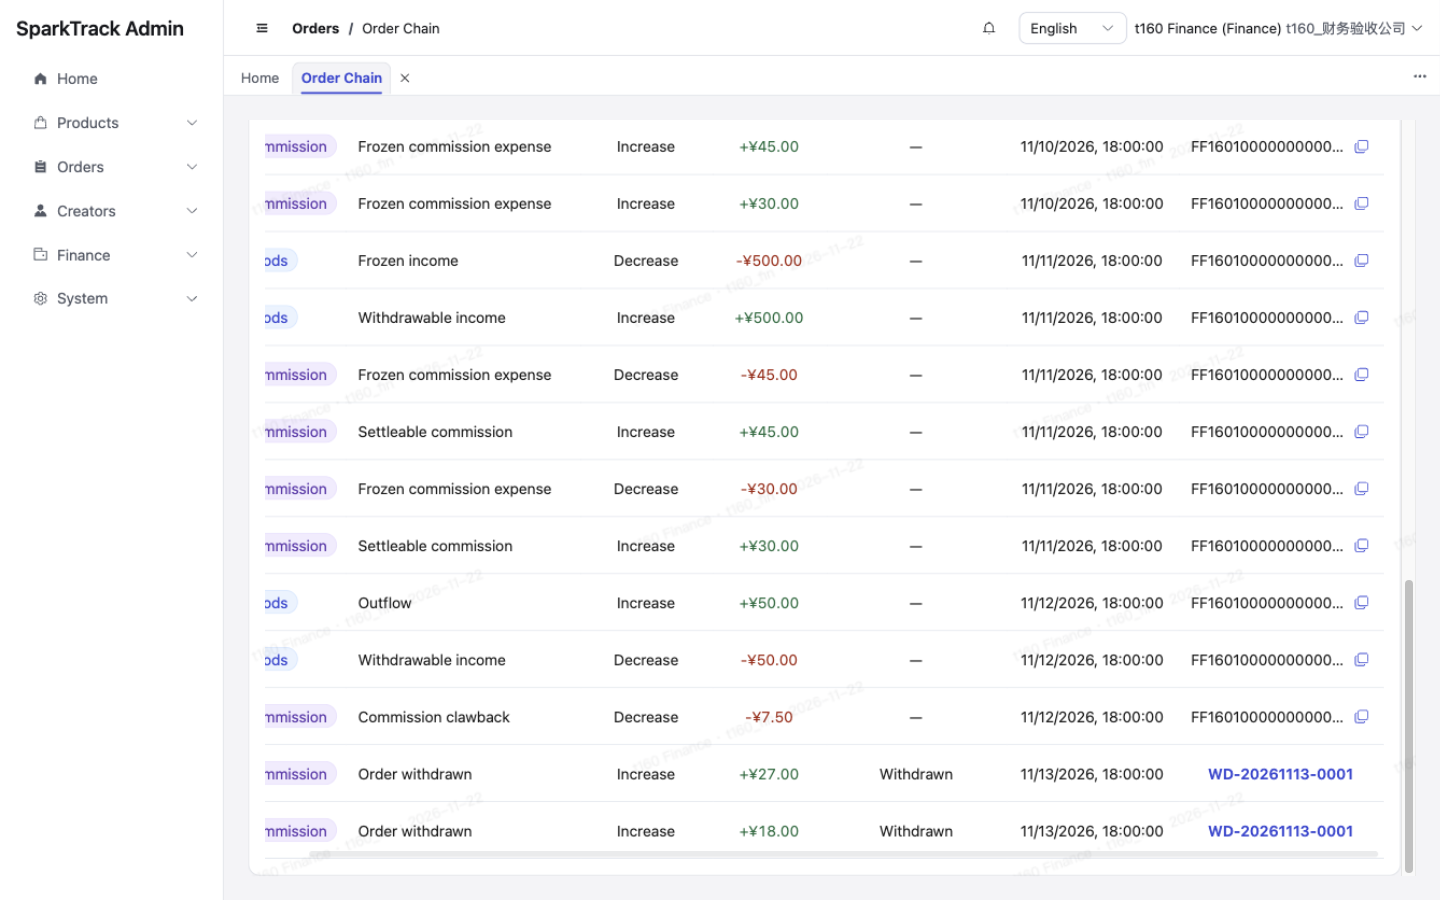 SparkTrack Admin
Orders / Order Chain
English
t160 Finance (Finance) t160_财务验收公司
Home
Products
Orders
Creators
Finance
System
Home
Order Chain
mmission Frozen commission expense Increase +¥45.00 — 11/10/2026, 18:00:00 FF16010000000000...
mmission Frozen commission expense Increase +¥30.00 — 11/10/2026, 18:00:00 FF16010000000000...
ods Frozen income Decrease -¥500.00 — 11/11/2026, 18:00:00 FF16010000000000...
ods Withdrawable income Increase +¥500.00 — 11/11/2026, 18:00:00 FF16010000000000...
mmission Frozen commission expense Decrease -¥45.00 — 11/11/2026, 18:00:00 FF16010000000000...
mmission Settleable commission Increase +¥45.00 — 11/11/2026, 18:00:00 FF16010000000000...
mmission Frozen commission expense Decrease -¥30.00 — 11/11/2026, 18:00:00 FF16010000000000...
mmission Settleable commission Increase +¥30.00 — 11/11/2026, 18:00:00 FF16010000000000...
ods Outflow Increase +¥50.00 — 11/12/2026, 18:00:00 FF16010000000000...
ods Withdrawable income Decrease -¥50.00 — 11/12/2026, 18:00:00 FF16010000000000...
mmission Commission clawback Decrease -¥7.50 — 11/12/2026, 18:00:00 FF16010000000000...
mmission Order withdrawn Increase +¥27.00 Withdrawn 11/13/2026, 18:00:00 WD-20261113-0001
mmission Order withdrawn Increase +¥18.00 Withdrawn 11/13/2026, 18:00:00 WD-20261113-0001
t160 Finance · t160_fin · 2026-11-22